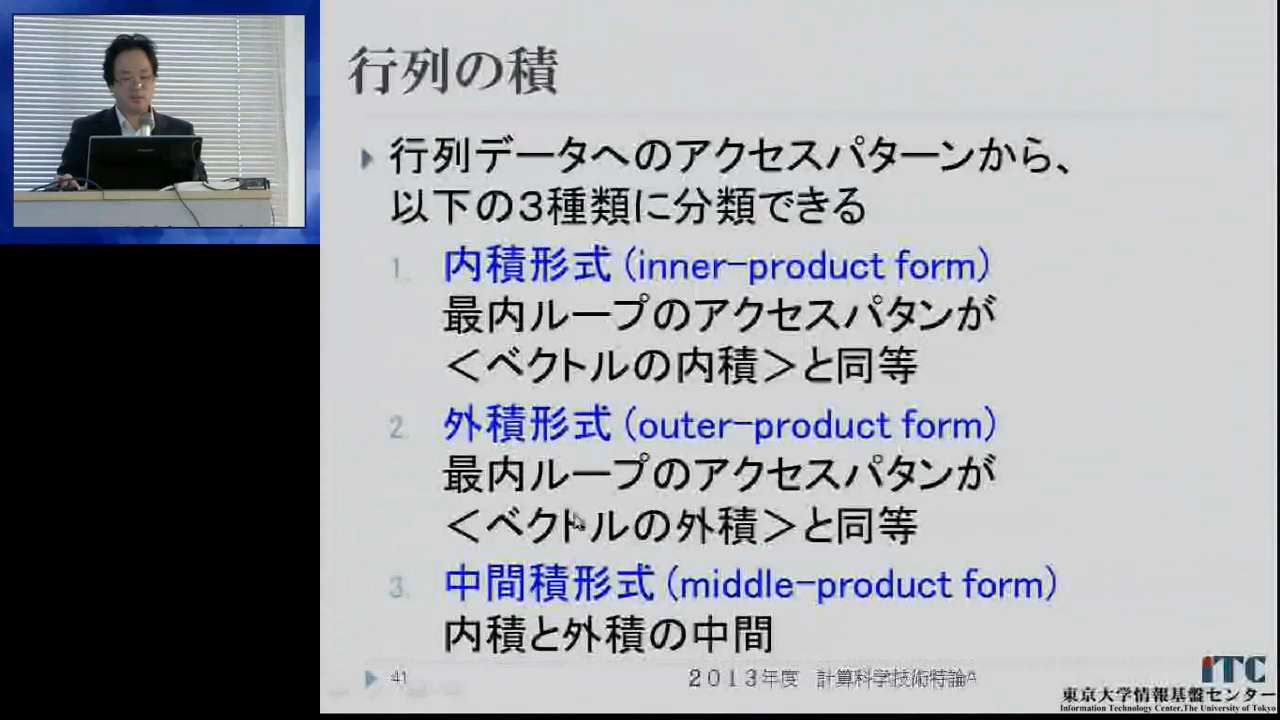 行列の積
行列データへのアクセスパターンから、
以下の3種類に分類できる
1. 内積形式 (inner-product form)
最内ループのアクセスパタンが
＜ベクトルの内積＞と同等
2. 外積形式 (outer-product form)
最内ループのアクセスパタンが
＜ベクトルの外積＞と同等
3. 中間積形式 (middle-product form)
内積と外積の中間
41
2013年度 計算科学技術特論A
ITC
東京大学情報基盤センター
Information Technology Center,The University of Tokyo